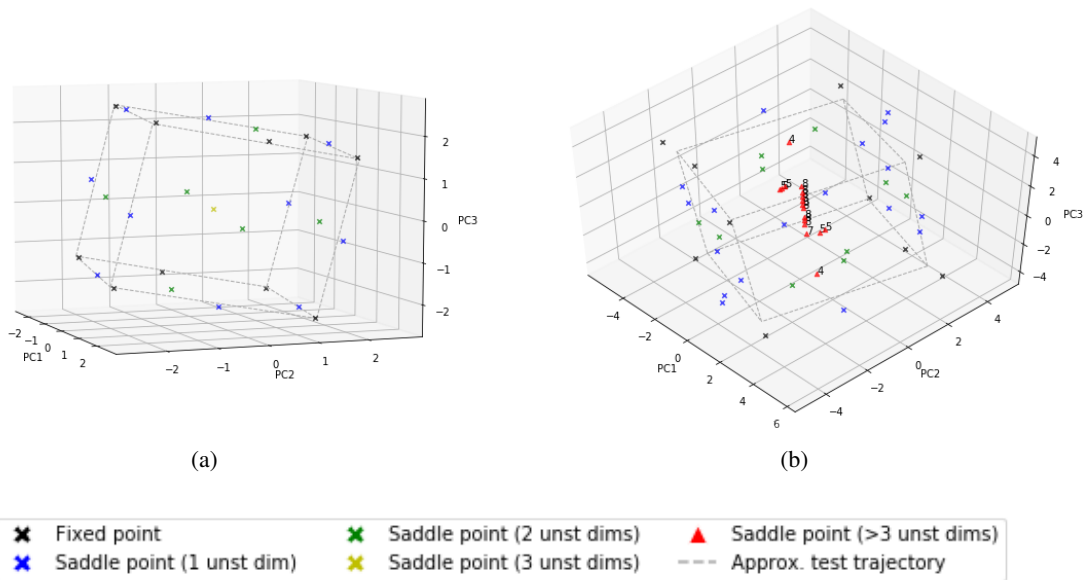 2
1
0
−1
−2
PC3
−2
−1
0
1
2
PC1
−2
−1
0
1
2
PC2
(a)
4
2
0
−2
−4
PC3
−4
−2
0
2
4
6
PC1
−4
−2
0
2
4
PC2
4
5
5
8
8
8
7
5
5
4
(b)
Fixed point
Saddle point (1 unst dim)
Saddle point (2 unst dims)
Saddle point (3 unst dims)
Saddle point (>3 unst dims)
Approx. test trajectory